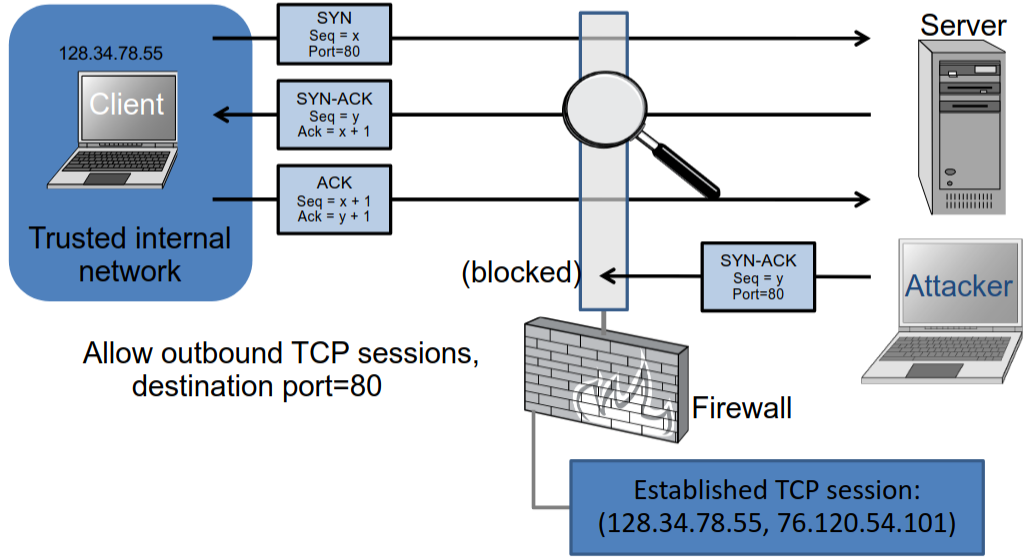 SYN
Seq = x
Port=80
Server
128.34.78.55
Client
SYN-ACK
Seq = y
Ack = x + 1
ACK
Seq = x + 1
Ack = y + 1
Trusted internal
network
(blocked)
SYN-ACK
Seq = y
Port=80
Attacker
Allow outbound TCP sessions,
destination port=80
Firewall
Established TCP session:
(128.34.78.55, 76.120.54.101)